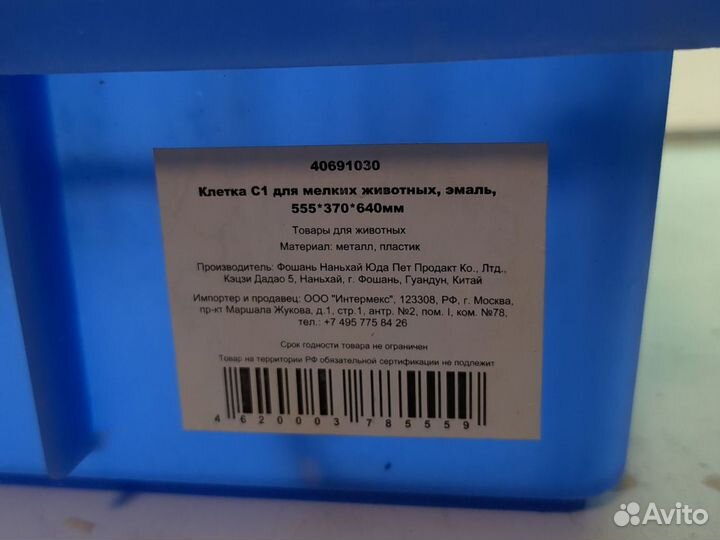 40691030
Клетка С1 для мелких животных, эмаль,
555*370*640мм
Товары для животных
Материал: металл, пластик
Производитель: Фошань Наньхай Юда Пет Продакт Ко., Лтд.,
Кэцзи Дадао 5, Наньхай, г. Фошань, Гуандун, Китай
Импортер и продавец: ООО "Интермекс", 123308, РФ, г. Москва,
пр-кт Маршала Жукова, д.1, стр.1, антр. №2, пом. I, ком. №78,
тел.: +7 495 775 84 26
Срок годности товара не ограничен
Товар на территории РФ обязательной сертификации не подлежит
4620003785559
Avito